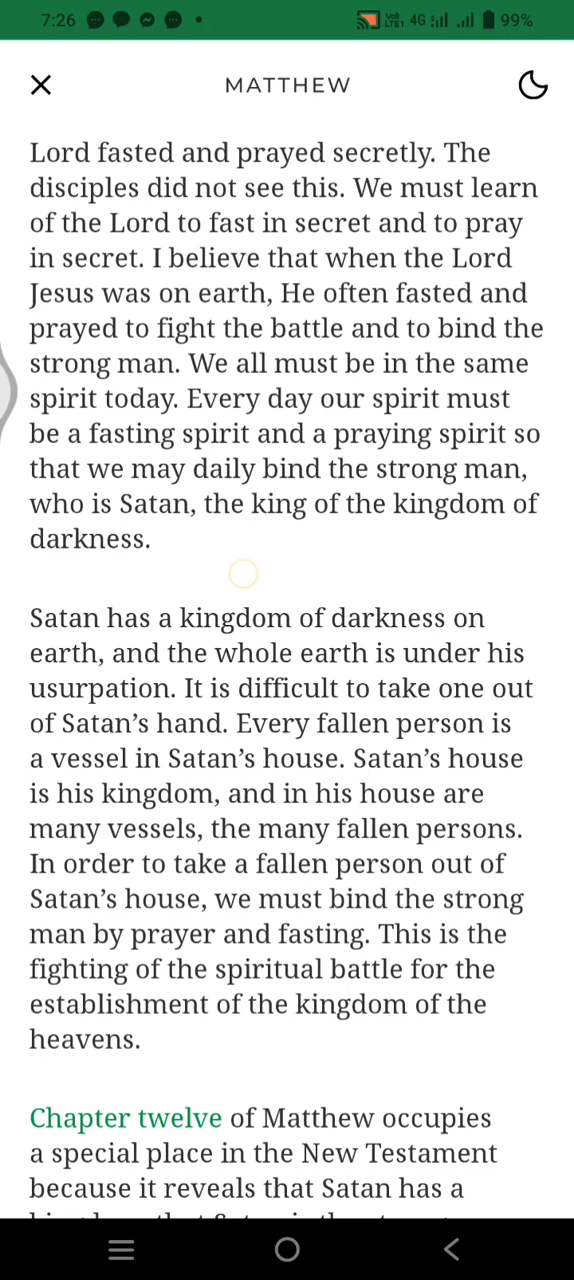 7:26
4G
99%
MATTHEW
Lord fasted and prayed secretly. The
disciples did not see this. We must learn
of the Lord to fast in secret and to pray
in secret. I believe that when the Lord
Jesus was on earth, He often fasted and
prayed to fight the battle and to bind the
strong man. We all must be in the same
spirit today. Every day our spirit must
be a fasting spirit and a praying spirit so
that we may daily bind the strong man,
who is Satan, the king of the kingdom of
darkness.
Satan has a kingdom of darkness on
earth, and the whole earth is under his
usurpation. It is difficult to take one out
of Satan’s hand. Every fallen person is
a vessel in Satan’s house. Satan’s house
is his kingdom, and in his house are
many vessels, the many fallen persons.
In order to take a fallen person out of
Satan’s house, we must bind the strong
man by prayer and fasting. This is the
fighting of the spiritual battle for the
establishment of the kingdom of the
heavens.
Chapter twelve of Matthew occupies
a special place in the New Testament
because it reveals that Satan has a